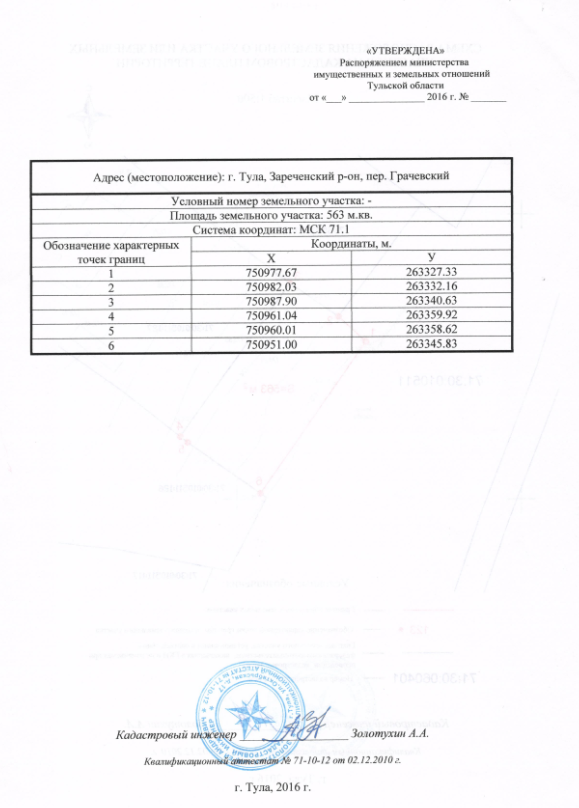 «УТВЕРЖДЕНА»
Распоряжением министерства
имущественных и земельных отношений
Тульской области
от «___» ________________ 2016 г. № ________
Адрес (местоположение): г. Тула, Зареченский р-он, пер. Грачевский
Условный номер земельного участка: -
Площадь земельного участка: 563 м.кв.
Система координат: МСК 71.1
Обозначение характерных точек границ Координаты, м.
Х У
1 750977.67 263327.33
2 750982.03 263332.16
3 750987.90 263340.63
4 750961.04 263359.92
5 750960.01 263358.62
6 750951.00 263345.83
Кадастровый инженер ________________ Золотухин А.А.
Квалификационный аттестат № 71-10-12 от 02.12.2010 г.
г. Тула, 2016 г.